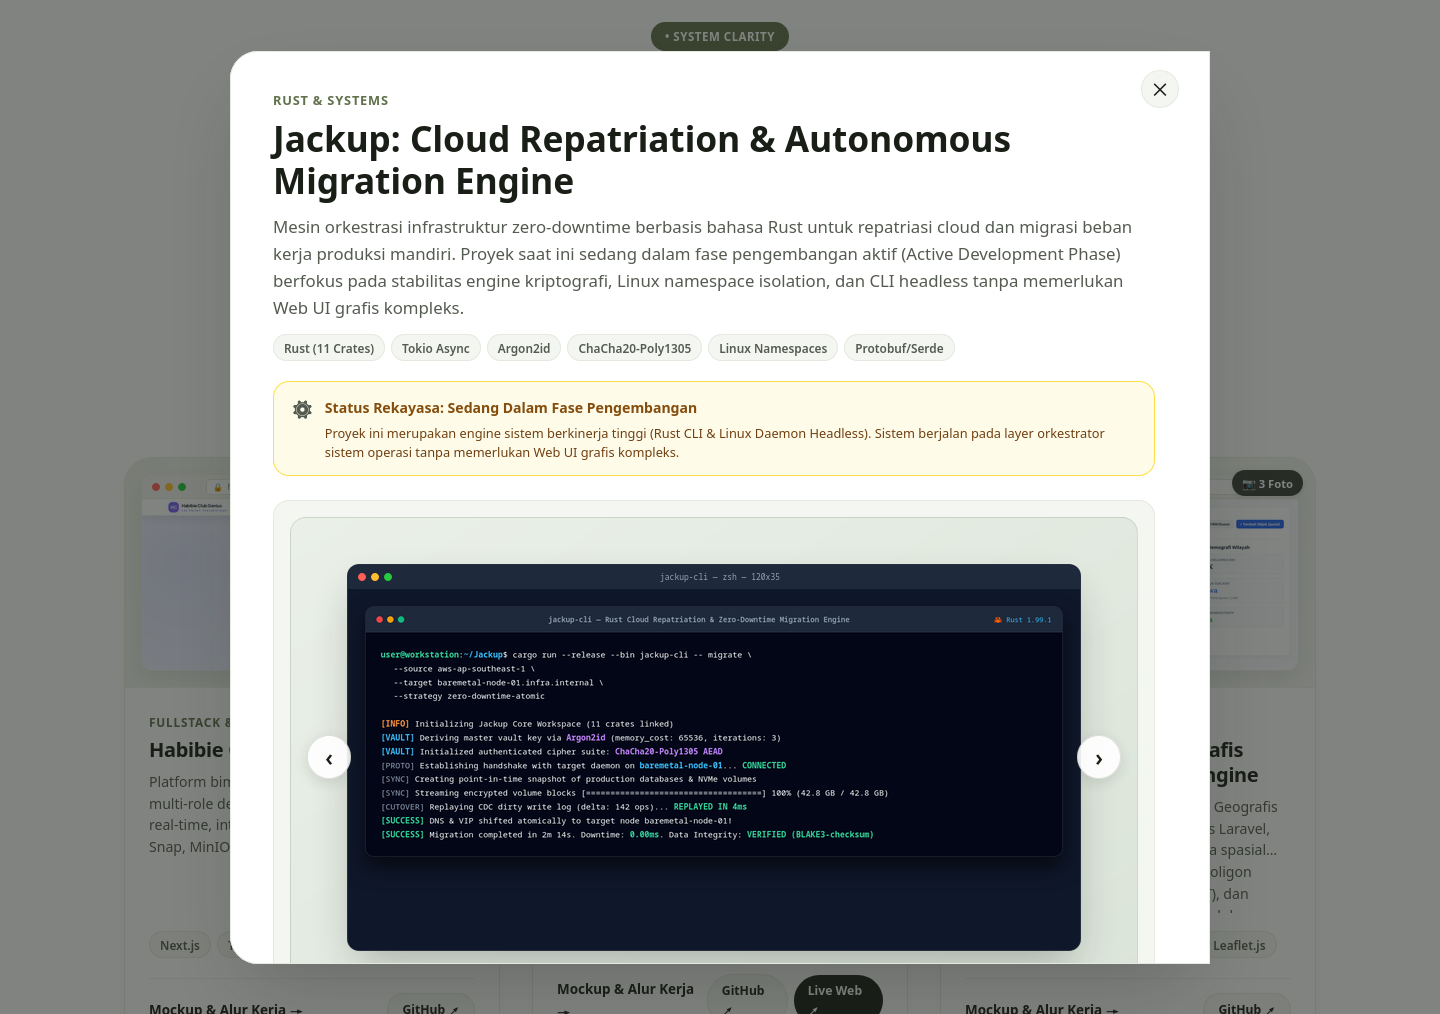 • SYSTEM CLARITY
RUST & SYSTEMS
Jackup: Cloud Repatriation & Autonomous
Migration Engine
Mesin orkestrasi infrastruktur zero-downtime berbasis bahasa Rust untuk repatriasi cloud dan migrasi beban
kerja produksi mandiri. Proyek saat ini sedang dalam fase pengembangan aktif (Active Development Phase)
berfokus pada stabilitas engine kriptografi, Linux namespace isolation, dan CLI headless tanpa memerlukan
Web UI grafis kompleks.
Rust (11 Crates) Tokio Async Argon2id ChaCha20-Poly1305 Linux Namespaces Protobuf/Serde
Status Rekayasa: Sedang Dalam Fase Pengembangan
Proyek ini merupakan engine sistem berkinerja tinggi (Rust CLI & Linux Daemon Headless). Sistem berjalan pada layer orkestrator
sistem operasi tanpa memerlukan Web UI grafis kompleks.
jackup-cli — zsh — 120x35
jackup-cli — Rust Cloud Repatriation & Zero-Downtime Migration Engine
Rust 1.99.1
user@workstation:~/Jackup$ cargo run --release --bin jackup-cli -- migrate \
--source aws-ap-southeast-1 \
--target baremetal-node-01.infra.internal \
--strategy zero-downtime-atomic
[INFO] Initializing Jackup Core Workspace (11 crates linked)
[VAULT] Deriving master vault key via Argon2id (memory_cost: 65536, iterations: 3)
[VAULT] Initialized authenticated cipher suite: ChaCha20-Poly1305 AEAD
[PROTO] Establishing handshake with target daemon on baremetal-node-01... CONNECTED
[SYNC] Creating point-in-time snapshot of production databases & NVMe volumes
[SYNC] Streaming encrypted volume blocks [===================================] 100% (42.8 GB / 42.8 GB)
[CUTOVER] Replaying CDC dirty write log (delta: 142 ops)... REPLAYED IN 4ms
[SUCCESS] DNS & VIP shifted atomically to target node baremetal-node-01!
[SUCCESS] Migration completed in 2m 14s. Downtime: 0.00ms. Data Integrity: VERIFIED (BLAKE3-checksum)
‹
›
Habibie Club Genius
FULLSTACK &
Habibie
Platform bim
multi-role de
real-time, int
Snap, MinIO
Next.js
Mockup & Alur Kerja →
GitHub ↗
Mockup & Alur Kerja
→
GitHub
↗
Live Web
↗
3 Foto
Demografi Wilayah
afis
ngine
Geografis
s Laravel,
a spasial...
oligon
), dan
Leaflet.js
Mockup & Alur Kerja →
GitHub ↗